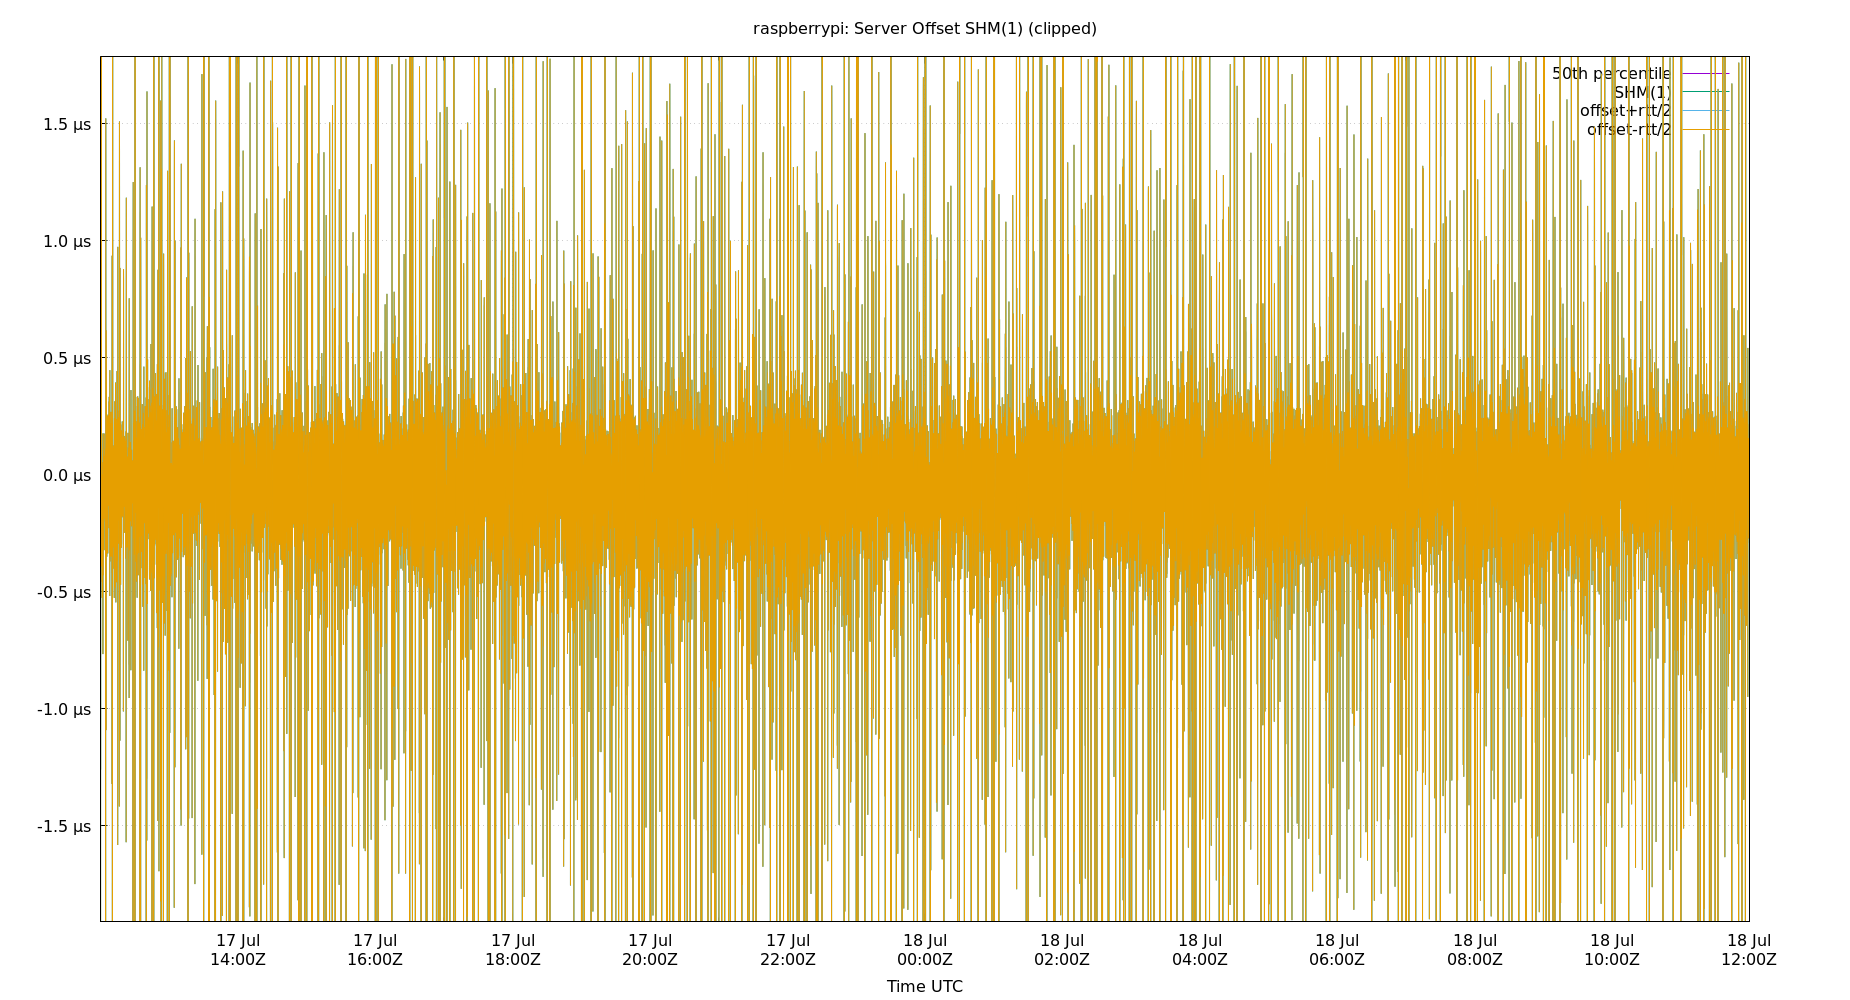 raspberrypi: Server Offset SHM(1) (clipped)
50th percentile
SHM(1)
offset+rtt/2
offset-rtt/2
1.5 µs
1.0 µs
0.5 µs
0.0 µs
-0.5 µs
-1.0 µs
-1.5 µs
17 Jul 17 Jul 17 Jul 17 Jul 17 Jul 18 Jul 18 Jul 18 Jul 18 Jul 18 Jul 18 Jul 18 Jul
14:00Z 16:00Z 18:00Z 20:00Z 22:00Z 00:00Z 02:00Z 04:00Z 06:00Z 08:00Z 10:00Z 12:00Z
Time UTC